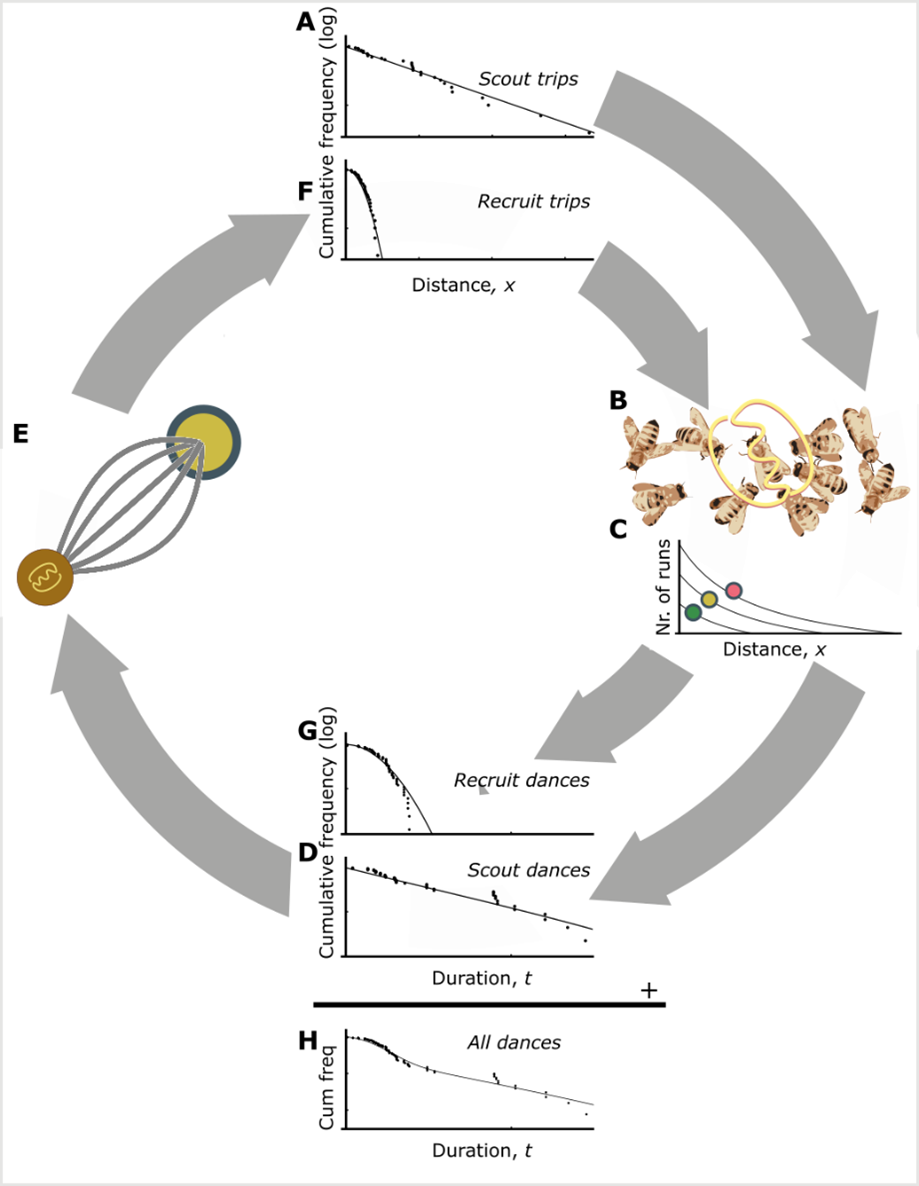 A
Cumulative frequency (log)
Scout trips
F
Recruit trips
Distance, x
B
E
C
Nr. of runs
Distance, x
G
Cumulative frequency (log)
Recruit dances
D
Scout dances
Duration, t
+
H
Cum freq
All dances
Duration, t